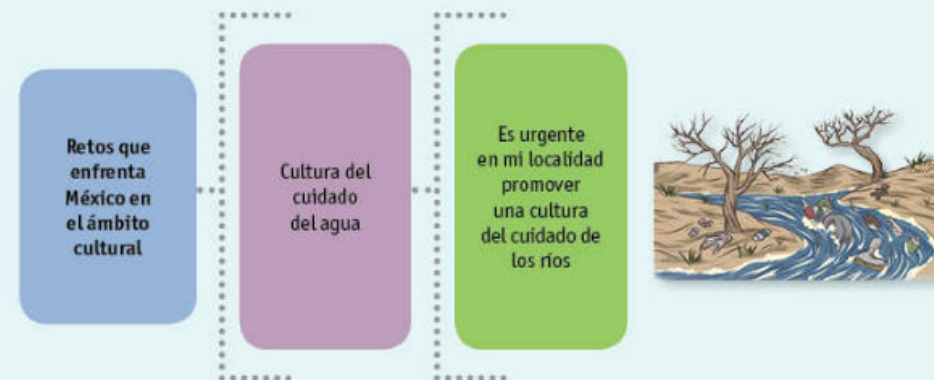 Retos que
enfrenta
México en
el ámbito
cultural
Cultura del
cuidado
del agua
Es urgente
en mi localidad
promover
una cultura
del cuidado de
los ríos